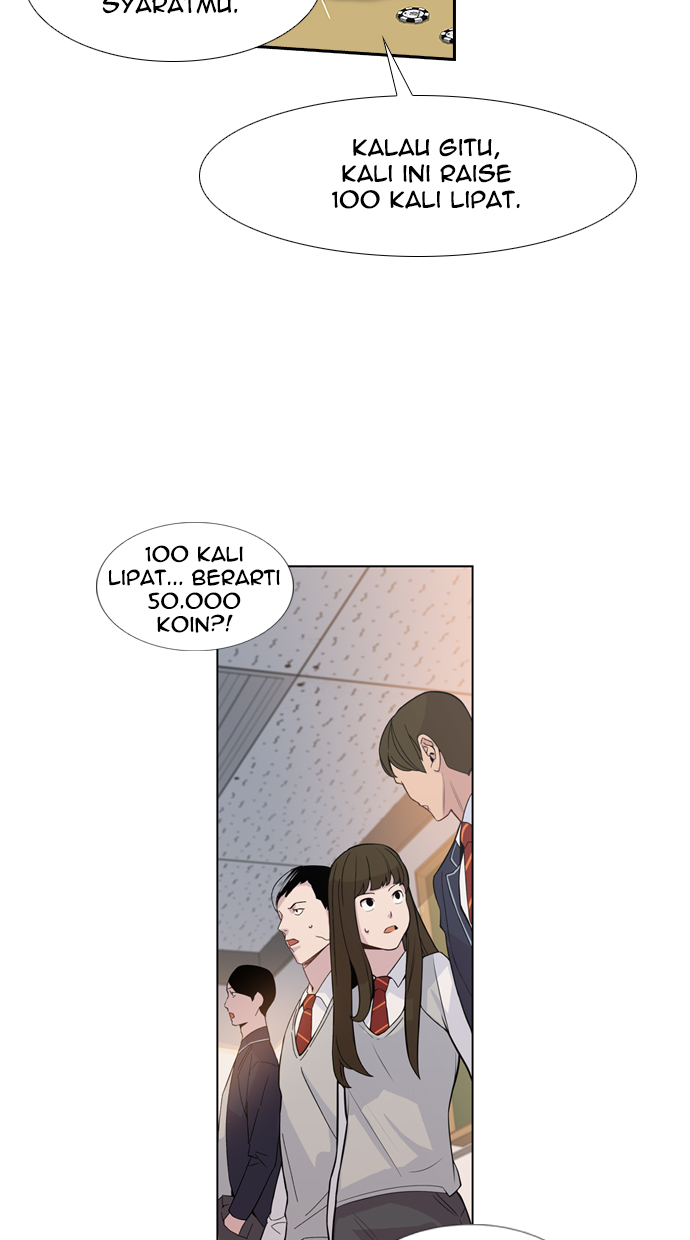 SYARATMU.
KALAU GITU,
KALI INI RAISE
100 KALI LIPAT.
100 KALI
LIPAT... BERARTI
50.000
KOIN?!